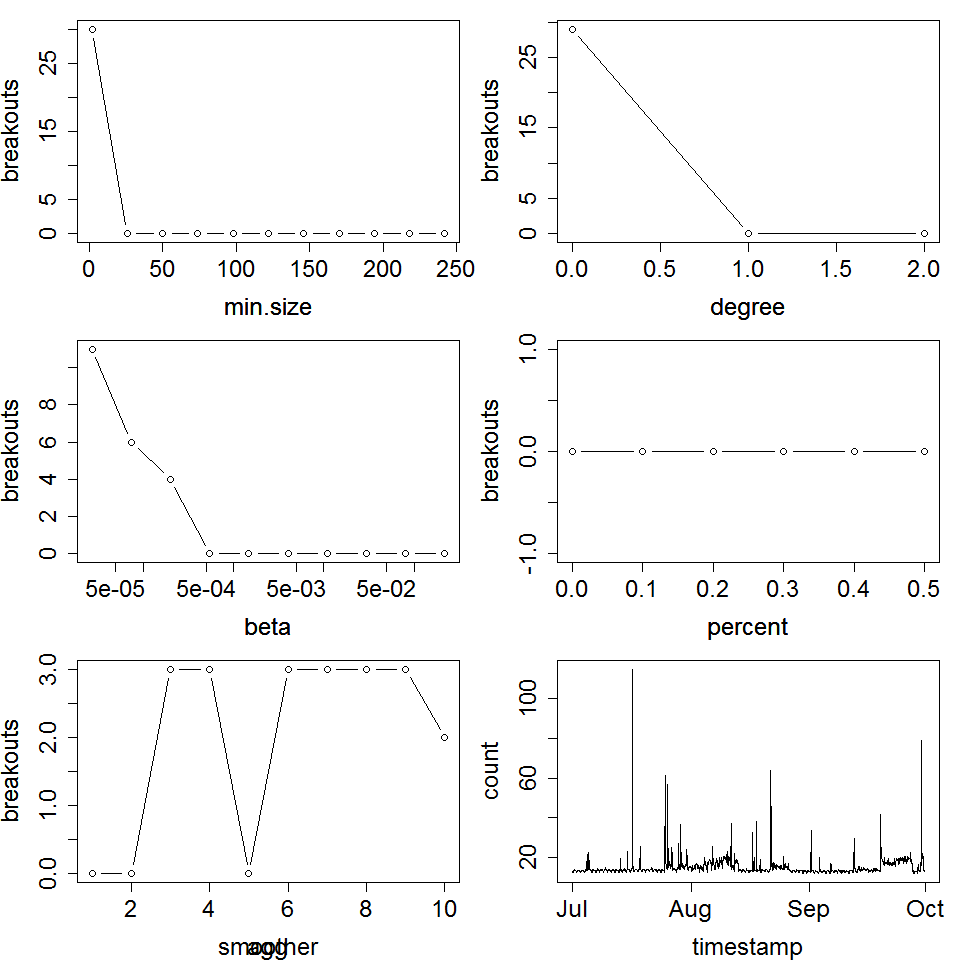 breakouts
25
15
5
0
0 50 100 150 200 250
min.size
breakouts
25
15
5
0
0.0 0.5 1.0 1.5 2.0
degree
breakouts
8
6
4
2
0
5e-05 5e-04 5e-03 5e-02
beta
breakouts
1.0
0.0
-1.0
0.0 0.1 0.2 0.3 0.4 0.5
percent
breakouts
3.0
2.0
1.0
0.0
2 4 6 8 10
count
100
60
20
Jul Aug Sep Oct
timestamp